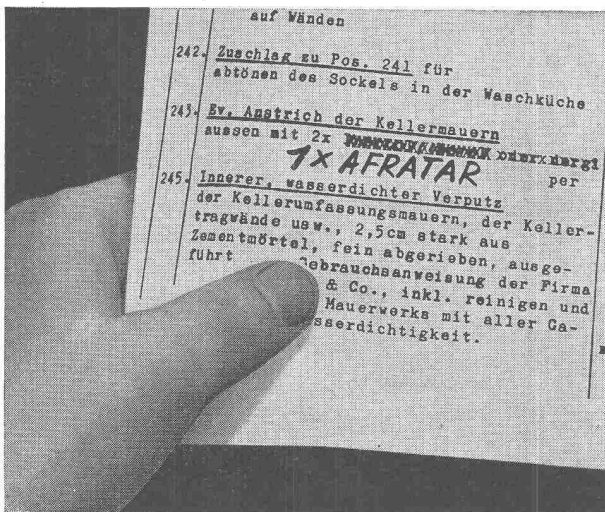 auf Wänden
242. Zuschlag zu Pos. 241 für
abtönen des Sockels in der Waschküche
243. Ev. Anstrich der Kellermauern
aussen mit 2x
1x AFRATAR per
245. Innerer, wasserdichter Verputz
der Kellerumfassungsmauern, der Keller-
tragwände usw., 2,5cm stark aus
Zementmörtel, fein abgerieben, ausge-
führt Gebrauchsanweisung der Firma
& Co., inkl. reinigen und
Mauerwerks mit aller Ga-
sserdichtigkeit.